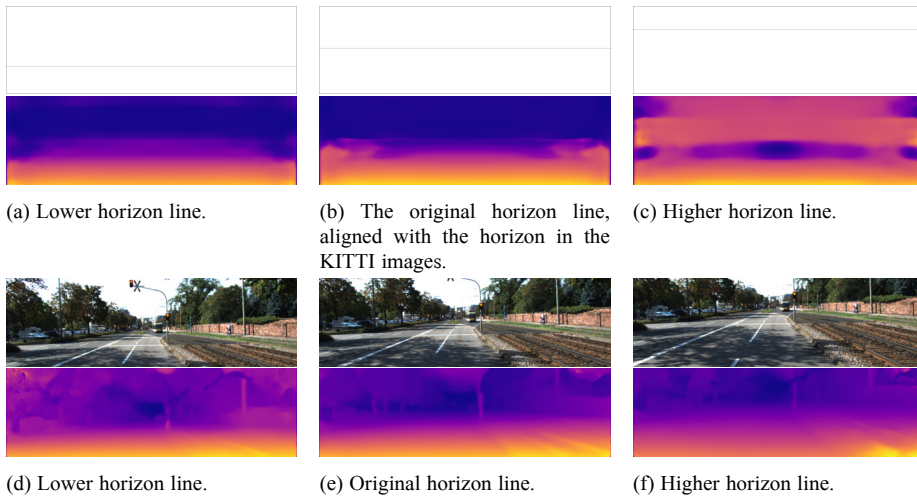 (a) Lower horizon line.
(b) The original horizon line,
aligned with the horizon in the
KITTI images.
(c) Higher horizon line.
(d) Lower horizon line.
(e) Original horizon line.
(f) Higher horizon line.